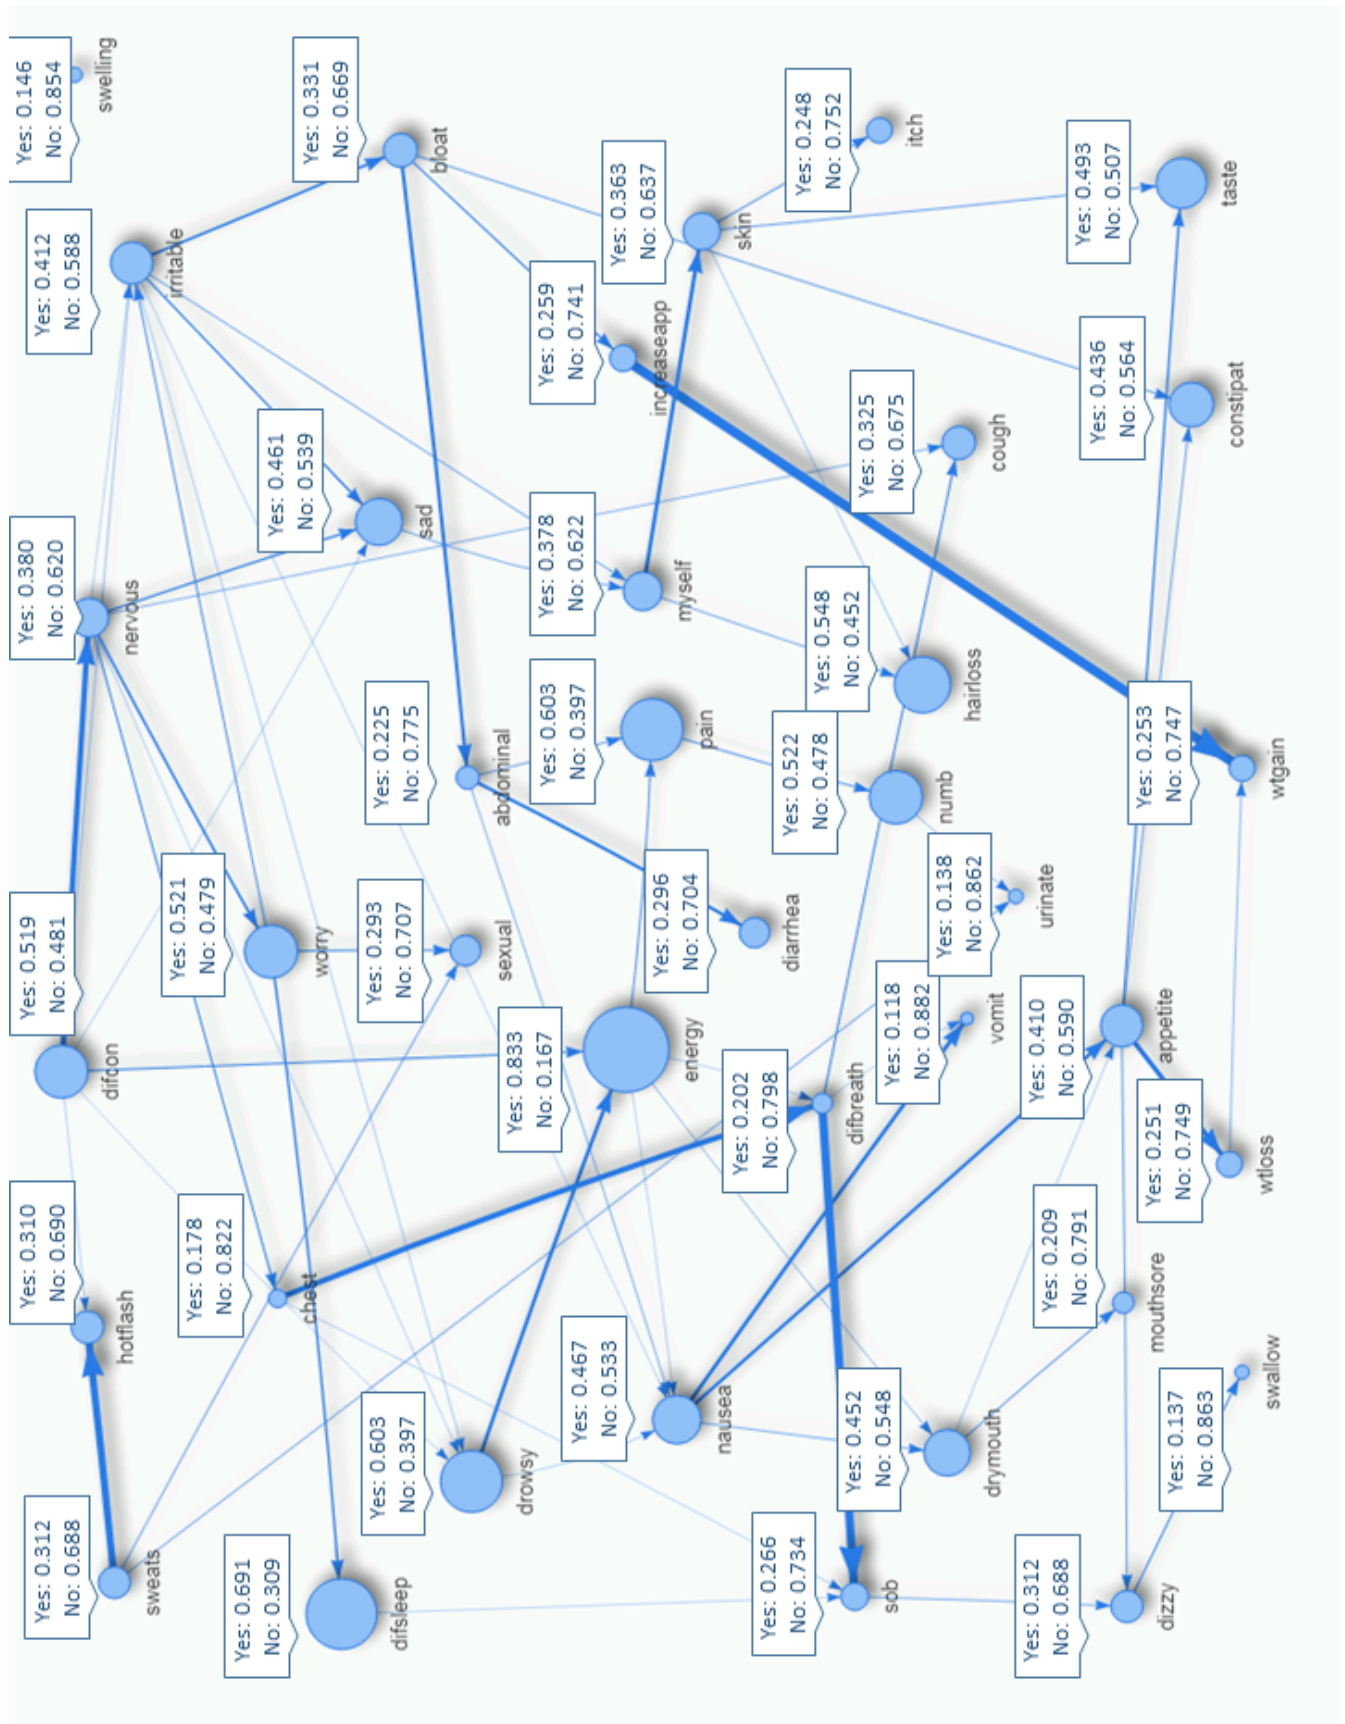 Yes: 0.146
No: 0.854
swelling
Yes: 0.331
No: 0.669
bloat
Yes: 0.412
No: 0.588
irritable
Yes: 0.248
No: 0.752
itch
Yes: 0.363
No: 0.637
skin
Yes: 0.493
No: 0.507
taste
Yes: 0.259
No: 0.741
increaseapp
Yes: 0.436
No: 0.564
constipat
Yes: 0.461
No: 0.539
sad
Yes: 0.325
No: 0.675
cough
Yes: 0.380
No: 0.620
nervous
Yes: 0.378
No: 0.622
myself
Yes: 0.548
No: 0.452
hairloss
Yes: 0.225
No: 0.775
abdominal
Yes: 0.603
No: 0.397
pain
Yes: 0.522
No: 0.478
numb
Yes: 0.253
No: 0.747
wtgain
Yes: 0.519
No: 0.481
difcon
Yes: 0.521
No: 0.479
worry
Yes: 0.293
No: 0.707
sexual
Yes: 0.296
No: 0.704
diarrhea
Yes: 0.138
No: 0.862
urinate
Yes: 0.833
No: 0.167
energy
Yes: 0.202
No: 0.798
difbreath
Yes: 0.118
No: 0.882
vomit
Yes: 0.410
No: 0.590
appetite
Yes: 0.251
No: 0.749
wtloss
Yes: 0.310
No: 0.690
hotflash
Yes: 0.178
No: 0.822
chest
Yes: 0.209
No: 0.791
mouthsore
Yes: 0.603
No: 0.397
drowsy
Yes: 0.467
No: 0.533
nausea
Yes: 0.452
No: 0.548
drymouth
Yes: 0.137
No: 0.863
swallow
Yes: 0.312
No: 0.688
sweats
Yes: 0.691
No: 0.309
difsleep
Yes: 0.266
No: 0.734
sob
Yes: 0.312
No: 0.688
dizzy